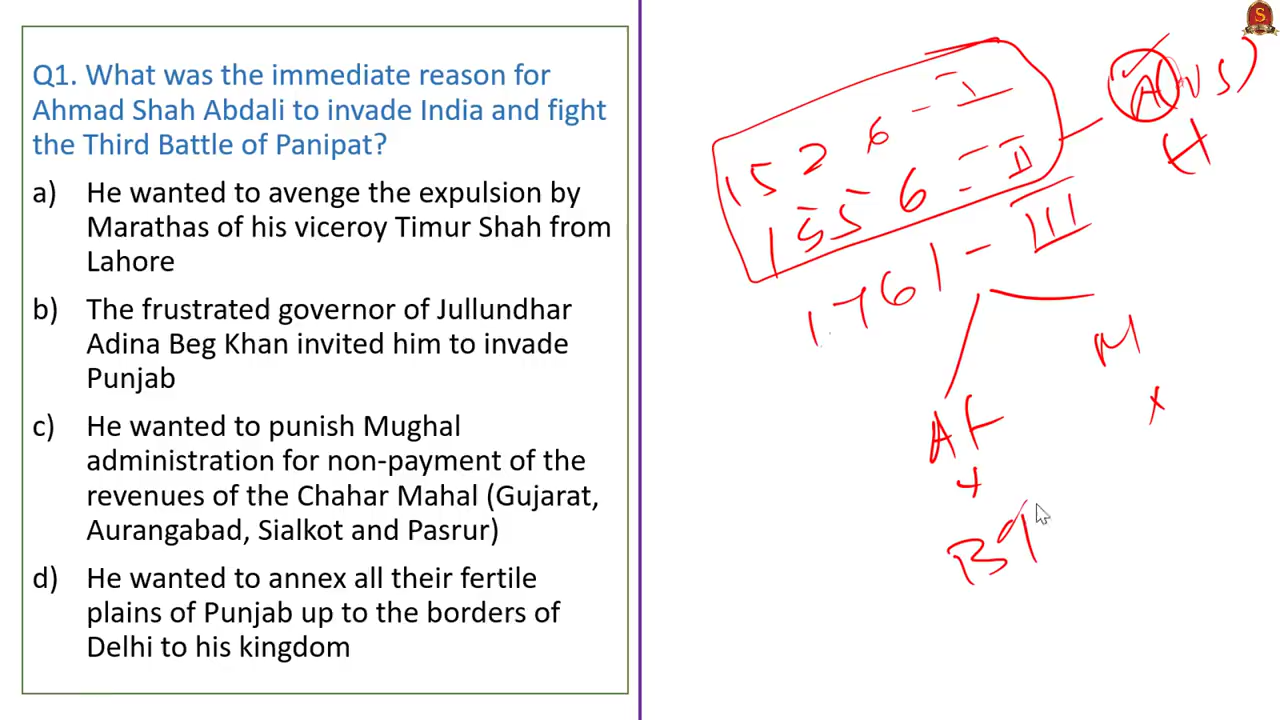 Q1. What was the immediate reason for
Ahmad Shah Abdali to invade India and fight
the Third Battle of Panipat?
a) He wanted to avenge the expulsion by
Marathas of his viceroy Timur Shah from
Lahore
b) The frustrated governor of Jullundhar
Adina Beg Khan invited him to invade
Punjab
c) He wanted to punish Mughal
administration for non-payment of the
revenues of the Chahar Mahal (Gujarat,
Aurangabad, Sialkot and Pasrur)
d) He wanted to annex all their fertile
plains of Punjab up to the borders of
Delhi to his kingdom
S
1526 - I
1556 = II
A(vs)
H
1761 - III
M
x
Af
+